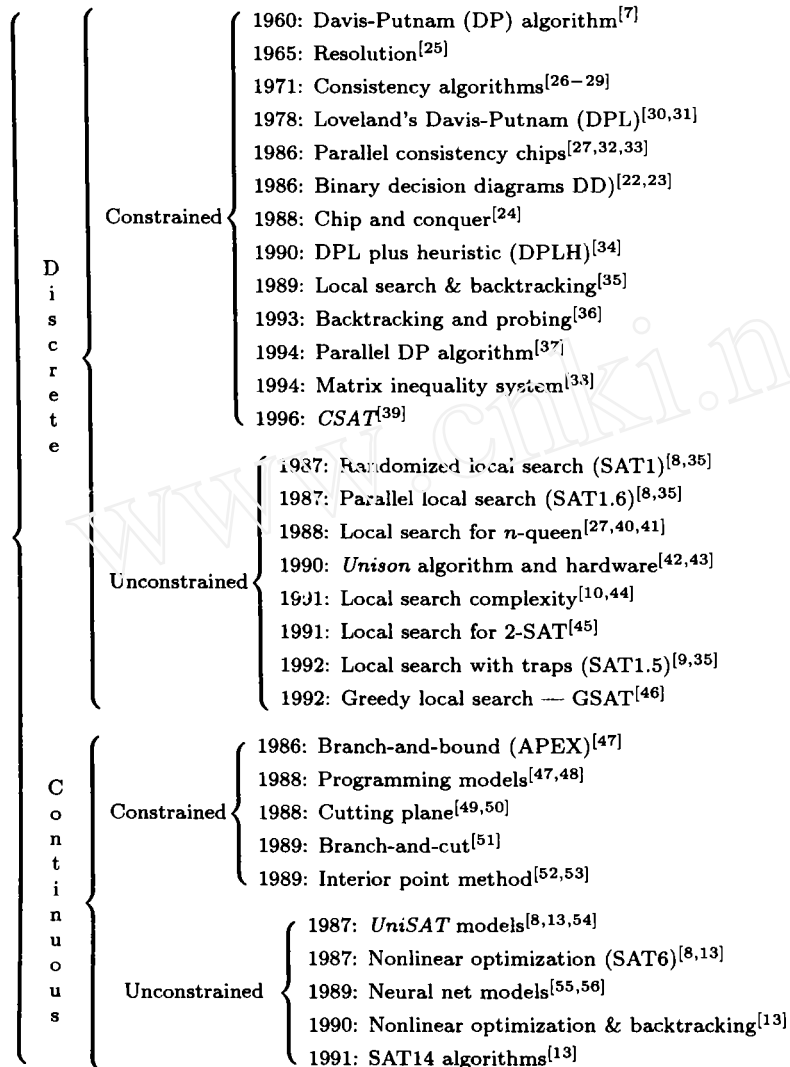 Discrete
Constrained
1960: Davis-Putnam (DP) algorithm[7]
1965: Resolution[25]
1971: Consistency algorithms[26−29]
1978: Loveland's Davis-Putnam (DPL)[30,31]
1986: Parallel consistency chips[27,32,33]
1986: Binary decision diagrams DD)[22,23]
1988: Chip and conquer[24]
1990: DPL plus heuristic (DPLH)[34]
1989: Local search & backtracking[35]
1993: Backtracking and probing[36]
1994: Parallel DP algorithm[37]
1994: Matrix inequality system[38]
1996: CSAT[39]
Unconstrained
1987: Randomized local search (SAT1)[8,35]
1987: Parallel local search (SAT1.6)[8,35]
1988: Local search for n-queen[27,40,41]
1990: Unison algorithm and hardware[42,43]
1991: Local search complexity[10,44]
1991: Local search for 2-SAT[45]
1992: Local search with traps (SAT1.5)[9,35]
1992: Greedy local search — GSAT[46]
Continuous
Constrained
1986: Branch-and-bound (APEX)[47]
1988: Programming models[47,48]
1988: Cutting plane[49,50]
1989: Branch-and-cut[51]
1989: Interior point method[52,53]
Unconstrained
1987: UniSAT models[8,13,54]
1987: Nonlinear optimization (SAT6)[8,13]
1989: Neural net models[55,56]
1990: Nonlinear optimization & backtracking[13]
1991: SAT14 algorithms[13]
www.cnki.n